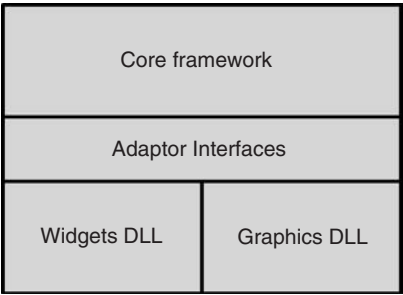 Core framework
Adaptor Interfaces
Widgets DLL
Graphics DLL